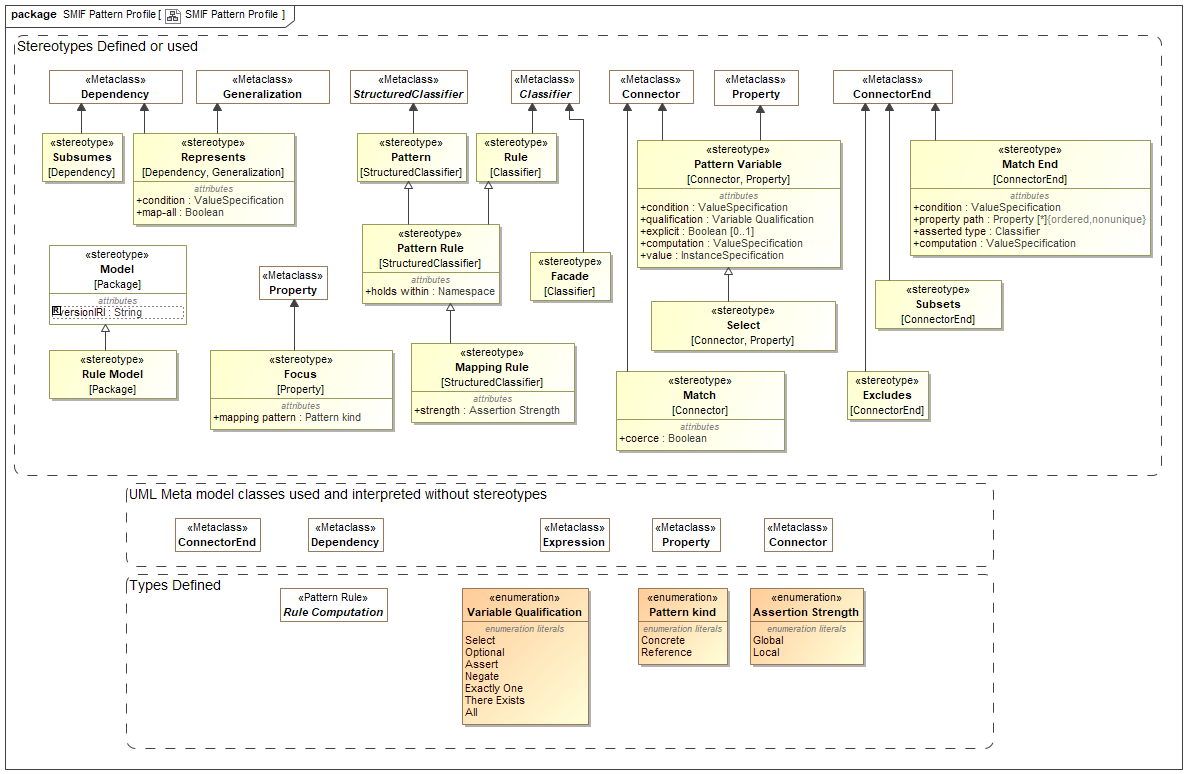 package SMIF Pattern Profile [ SMIF Pattern Profile ]
Stereotypes Defined or used
«Metaclass»
Dependency
«Metaclass»
Generalization
«Metaclass»
StructuredClassifier
«Metaclass»
Classifier
«Metaclass»
Connector
«Metaclass»
Property
«Metaclass»
ConnectorEnd
«stereotype»
Subsumes
[Dependency]
«stereotype»
Represents
[Dependency, Generalization]
attributes
+condition : ValueSpecification
+map-all : Boolean
«stereotype»
Pattern
[StructuredClassifier]
«stereotype»
Rule
[Classifier]
«stereotype»
Pattern Variable
[Connector, Property]
attributes
+condition : ValueSpecification
+qualification : Variable Qualification
+explicit : Boolean [0..1]
+computation : ValueSpecification
+value : InstanceSpecification
«stereotype»
Match End
[ConnectorEnd]
attributes
+condition : ValueSpecification
+property path : Property [*]{ordered,nonunique}
+asserted type : Classifier
+computation : ValueSpecification
«stereotype»
Model
[Package]
attributes
versionIRI : String
«Metaclass»
Property
«stereotype»
Pattern Rule
[StructuredClassifier]
attributes
+holds within : Namespace
«stereotype»
Facade
[Classifier]
«stereotype»
Subsets
[ConnectorEnd]
«stereotype»
Select
[Connector, Property]
«stereotype»
Rule Model
[Package]
«stereotype»
Focus
[Property]
attributes
+mapping pattern : Pattern kind
«stereotype»
Mapping Rule
[StructuredClassifier]
attributes
+strength : Assertion Strength
«stereotype»
Match
[Connector]
attributes
+coerce : Boolean
«stereotype»
Excludes
[ConnectorEnd]
UML Meta model classes used and interpreted without stereotypes
«Metaclass»
ConnectorEnd
«Metaclass»
Dependency
«Metaclass»
Expression
«Metaclass»
Property
«Metaclass»
Connector
Types Defined
«Pattern Rule»
Rule Computation
«enumeration»
Variable Qualification
enumeration literals
Select
Optional
Assert
Negate
Exactly One
There Exists
All
«enumeration»
Pattern kind
enumeration literals
Concrete
Reference
«enumeration»
Assertion Strength
enumeration literals
Global
Local